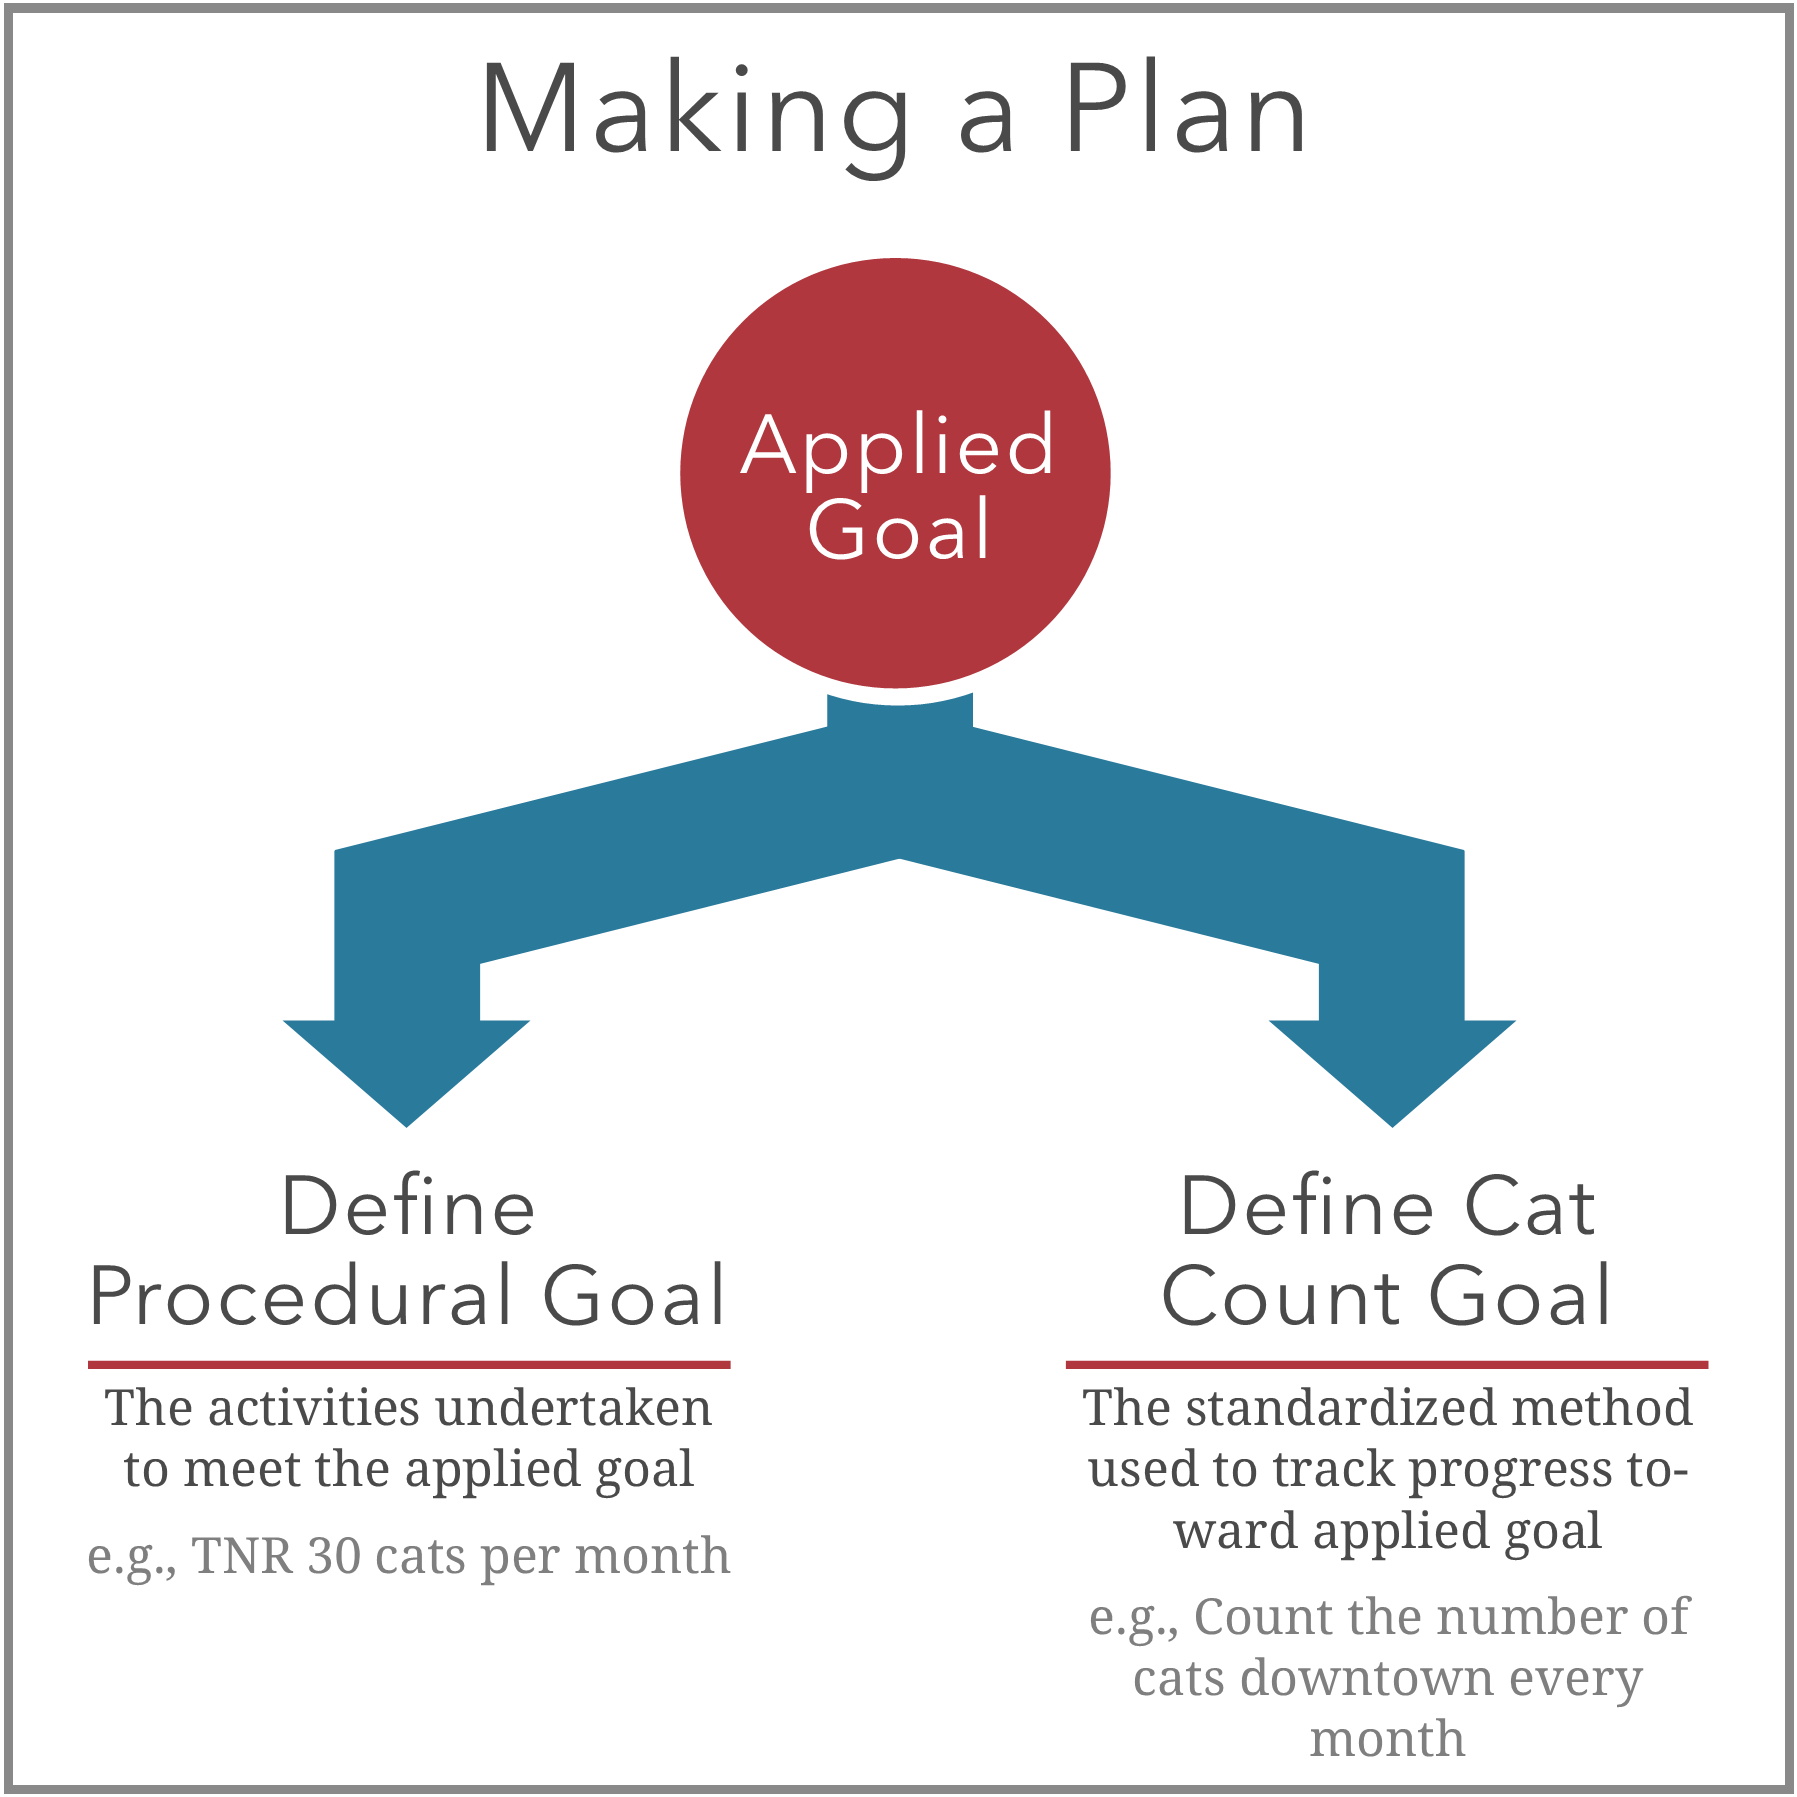 Making a Plan
Applied
Goal
Define
Procedural Goal
The activities undertaken
to meet the applied goal
e.g., TNR 30 cats per month
Define Cat
Count Goal
The standardized method
used to track progress to-
ward applied goal
e.g., Count the number of
cats downtown every
month